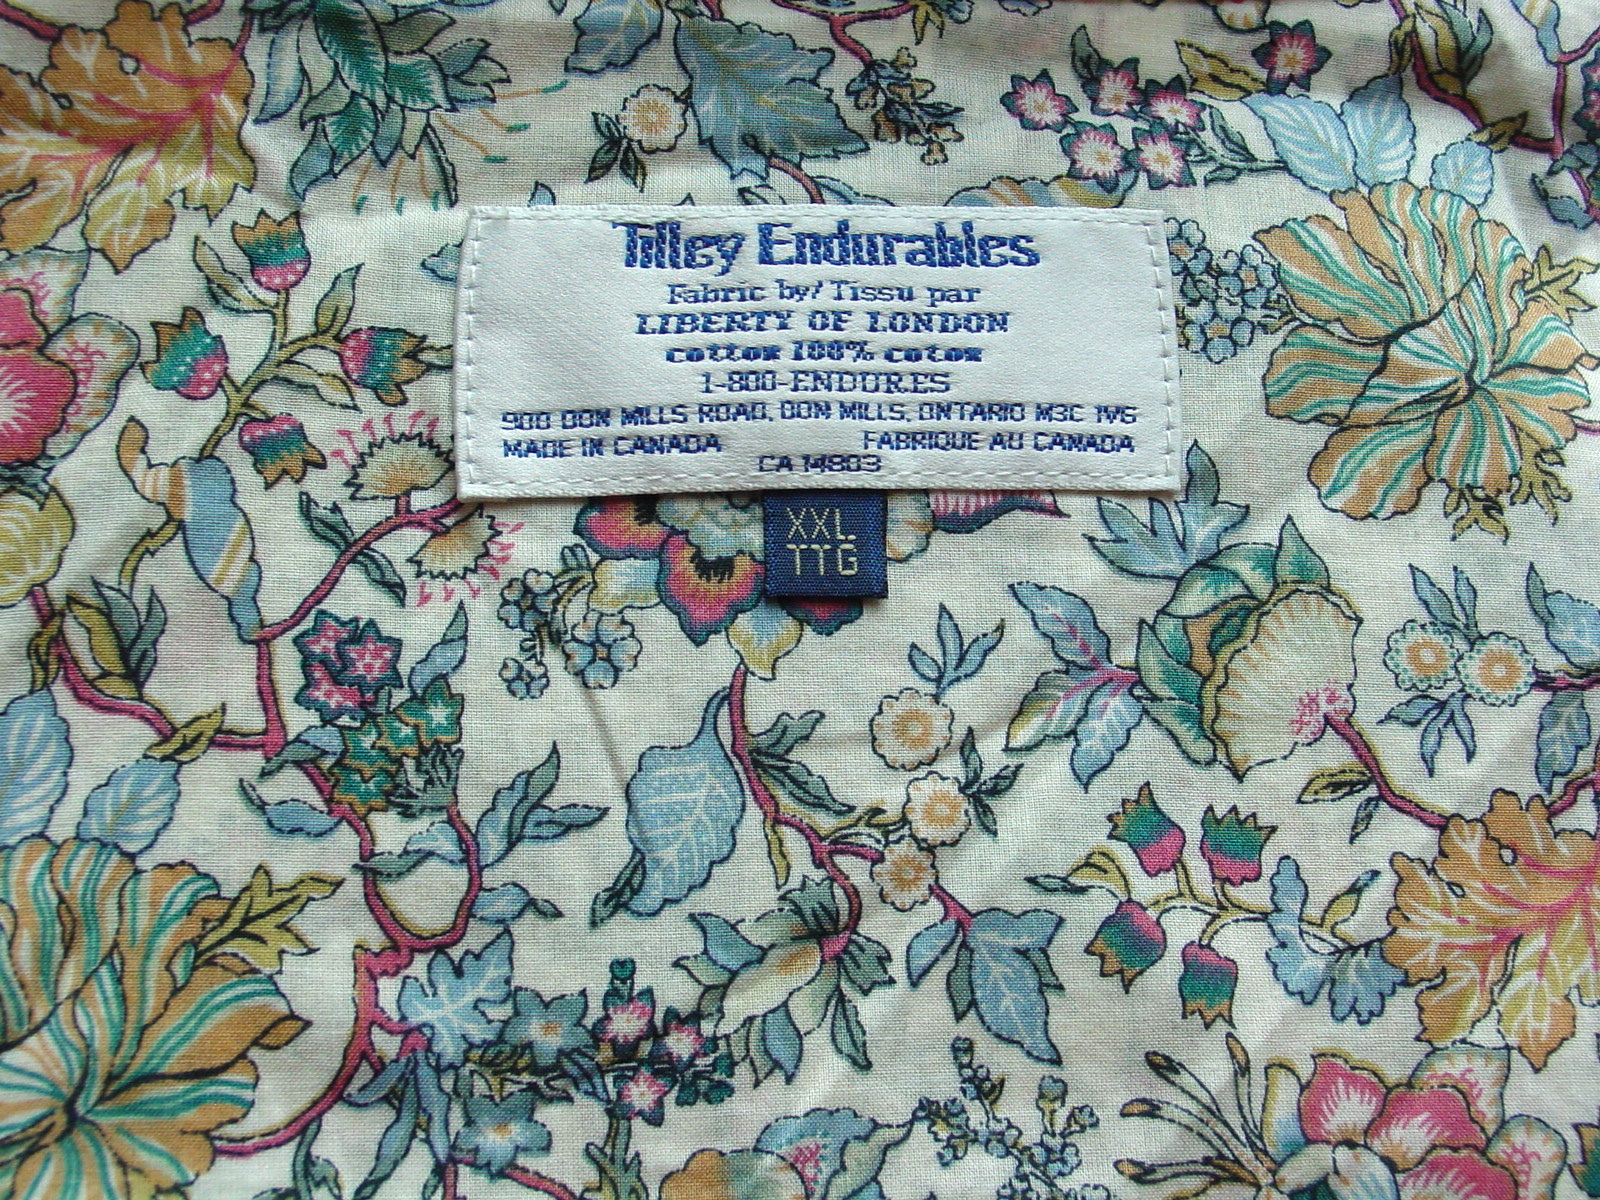 Tilley Endurables
Fabric by/Tissu par
LIBERTY OF LONDON
cotton 100% coton
1-800-ENDURES
900 DON MILLS ROAD, DON MILLS, ONTARIO M3C 1V6
MADE IN CANADA FABRIQUE AU CANADA
CA 14803
XXL
TTG